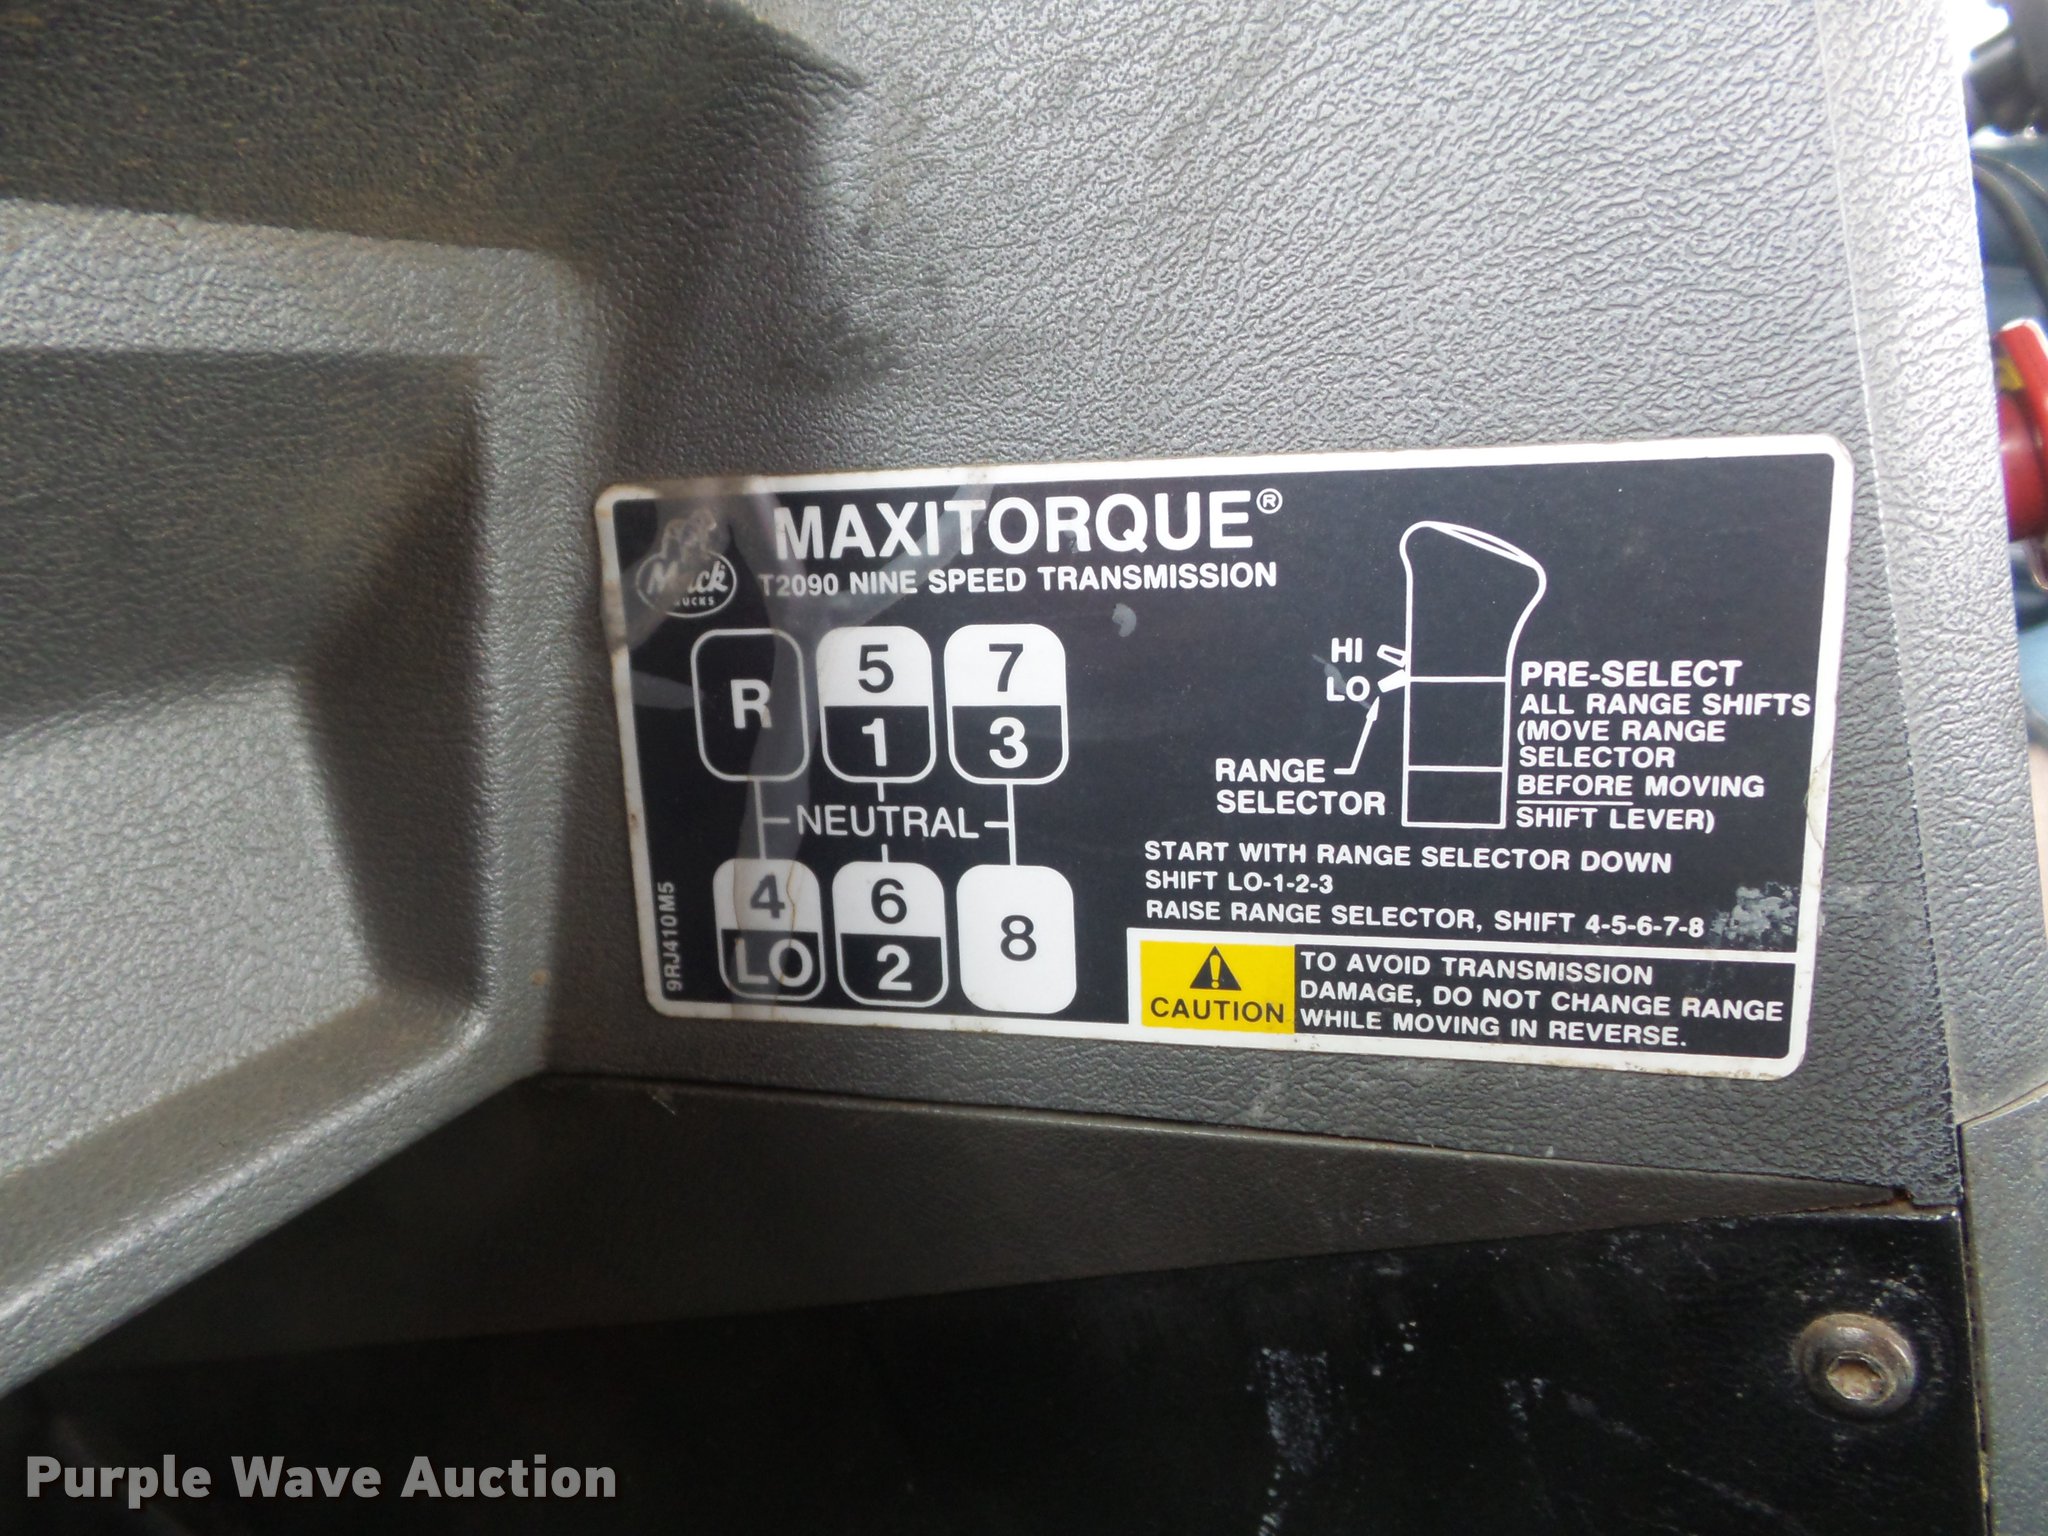 MAXITORQUE®
T2090 NINE SPEED TRANSMISSION
Mack
R
5
1
7
3
NEUTRAL
4
LO
6
2
8
9RJ410M5
HI
LO
RANGE
SELECTOR
PRE-SELECT
ALL RANGE SHIFTS
(MOVE RANGE
SELECTOR
BEFORE MOVING
SHIFT LEVER)
START WITH RANGE SELECTOR DOWN
SHIFT LO-1-2-3
RAISE RANGE SELECTOR, SHIFT 4-5-6-7-8
CAUTION
TO AVOID TRANSMISSION
DAMAGE, DO NOT CHANGE RANGE
WHILE MOVING IN REVERSE.
Purple Wave Auction